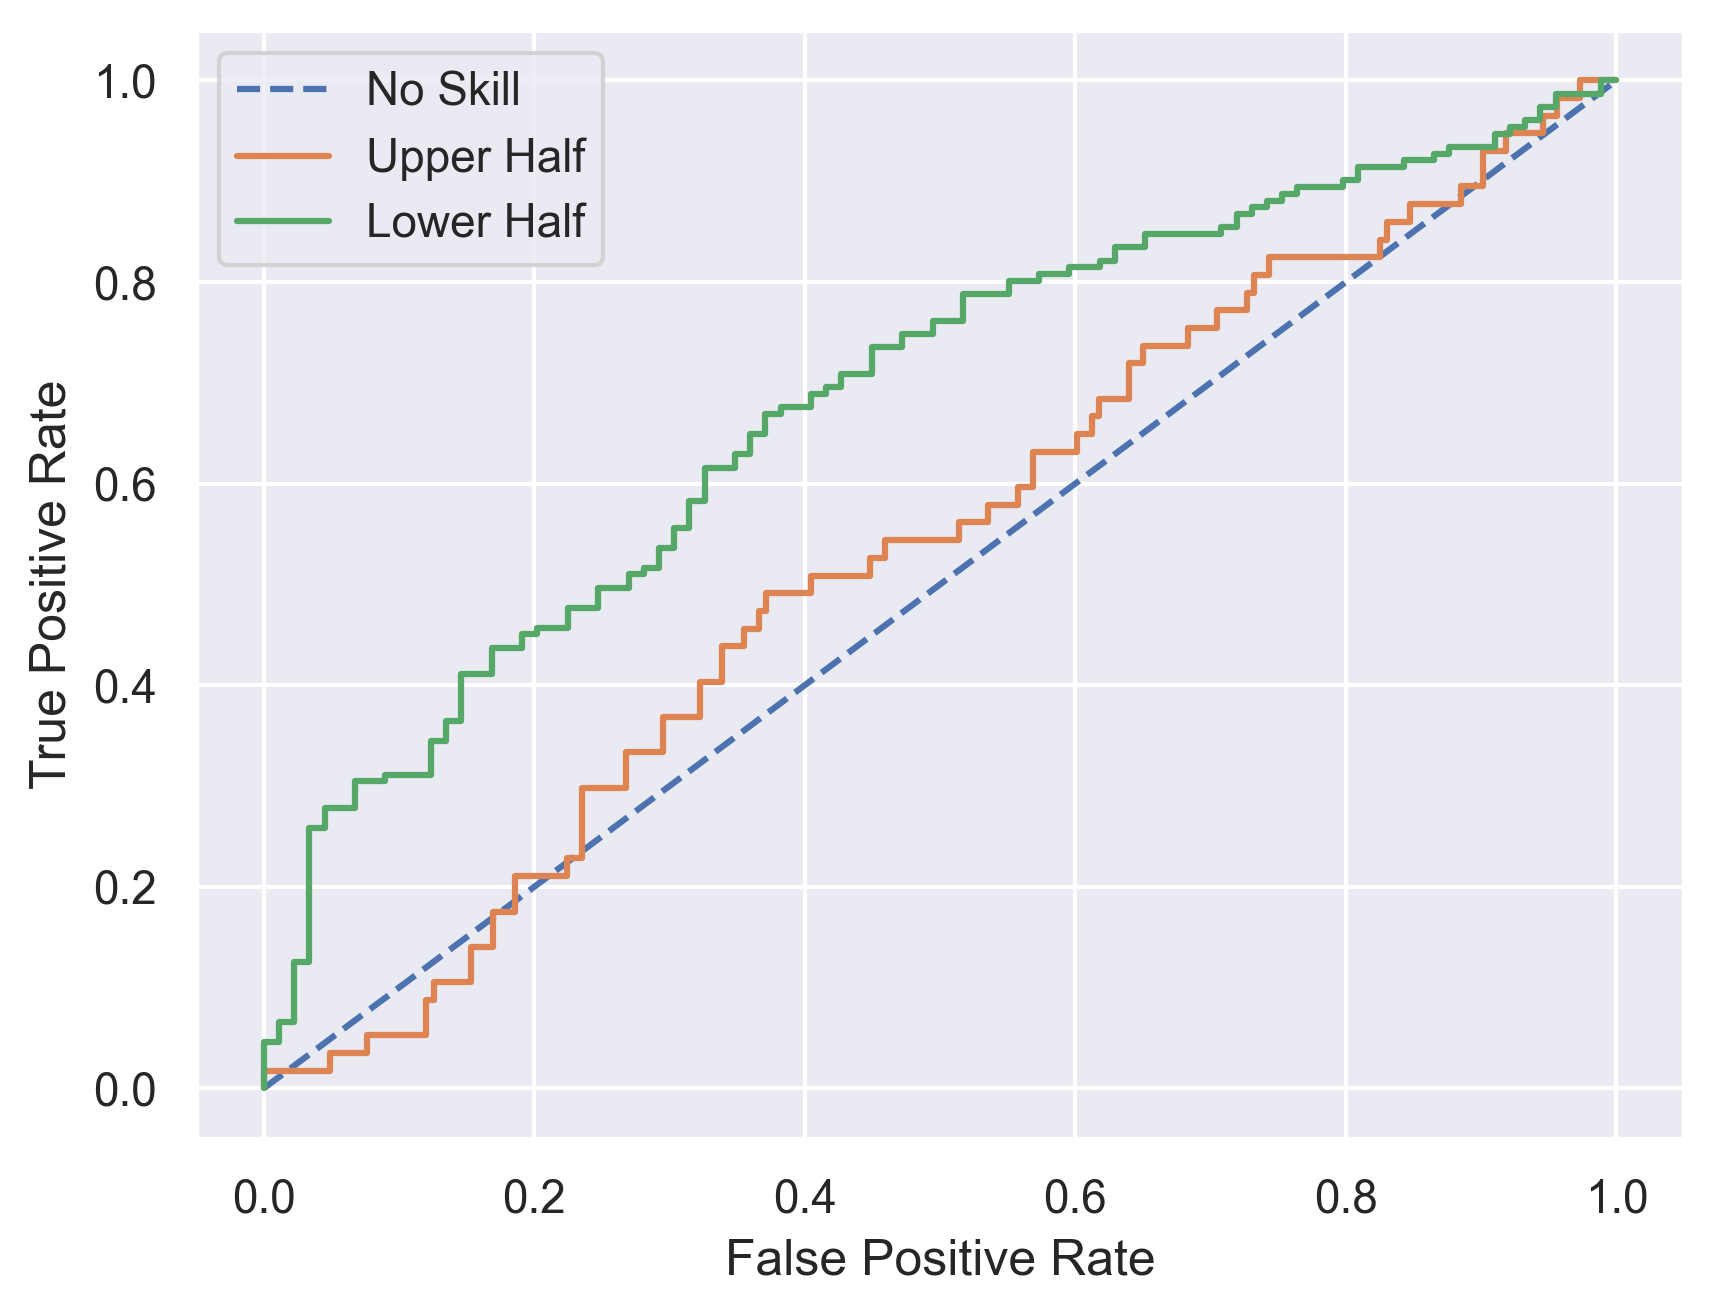 No Skill
Upper Half
Lower Half
True Positive Rate
1.0
0.8
0.6
0.4
0.2
0.0
0.0 0.2 0.4 0.6 0.8 1.0
False Positive Rate